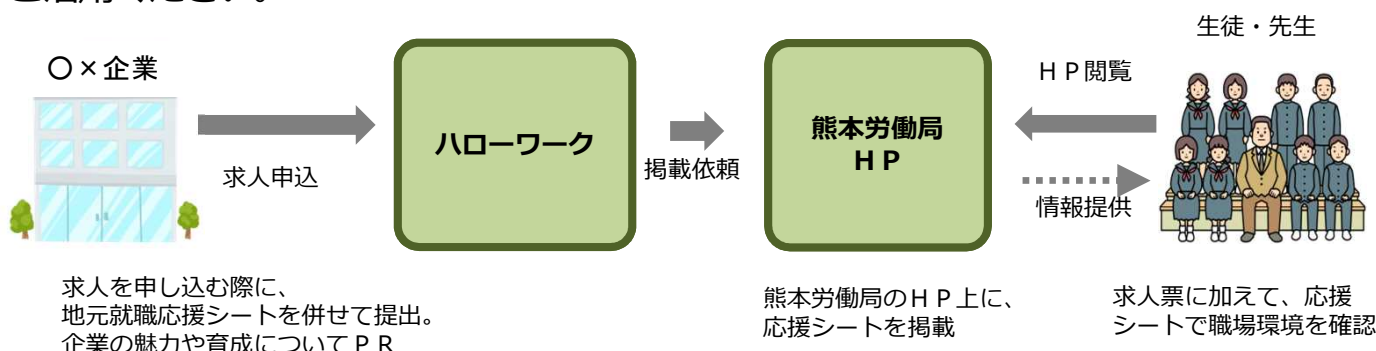 生徒・先生
〇×企業
ＨＰ閲覧
ハローワーク
熊本労働局
ＨＰ
求人申込
掲載依頼
情報提供
求人を申し込む際に、
地元就職応援シートを併せて提出。
企業の魅力や育成についてＰＲ
熊本労働局のＨＰ上に、
応援シートを掲載
求人票に加えて、応援
シートで職場環境を確認